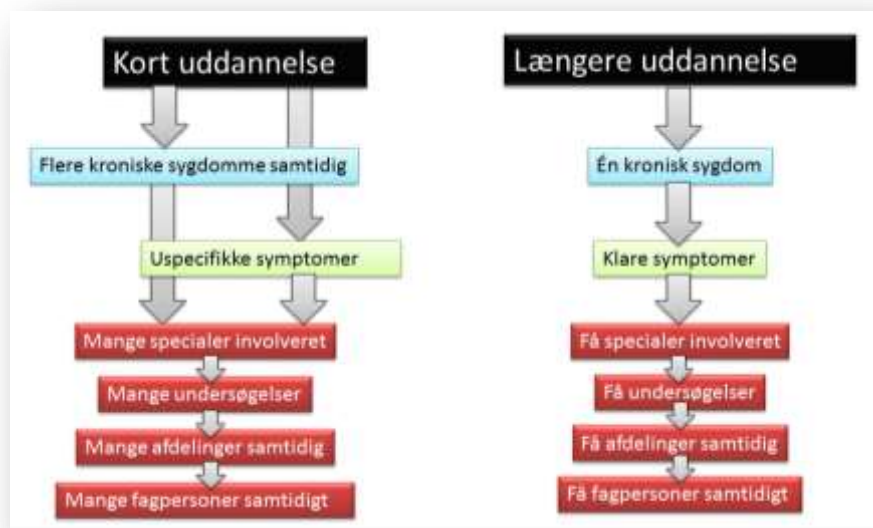 Kort uddannelse
Flere kroniske sygdomme samtidig
Uspecifikke symptomer
Mange specialer involveret
Mange undersøgelser
Mange afdelinger samtidig
Mange fagpersoner samtidigt
Længere uddannelse
Én kronisk sygdom
Klare symptomer
Få specialer involveret
Få undersøgelser
Få afdelinger samtidig
Få fagpersoner samtidigt